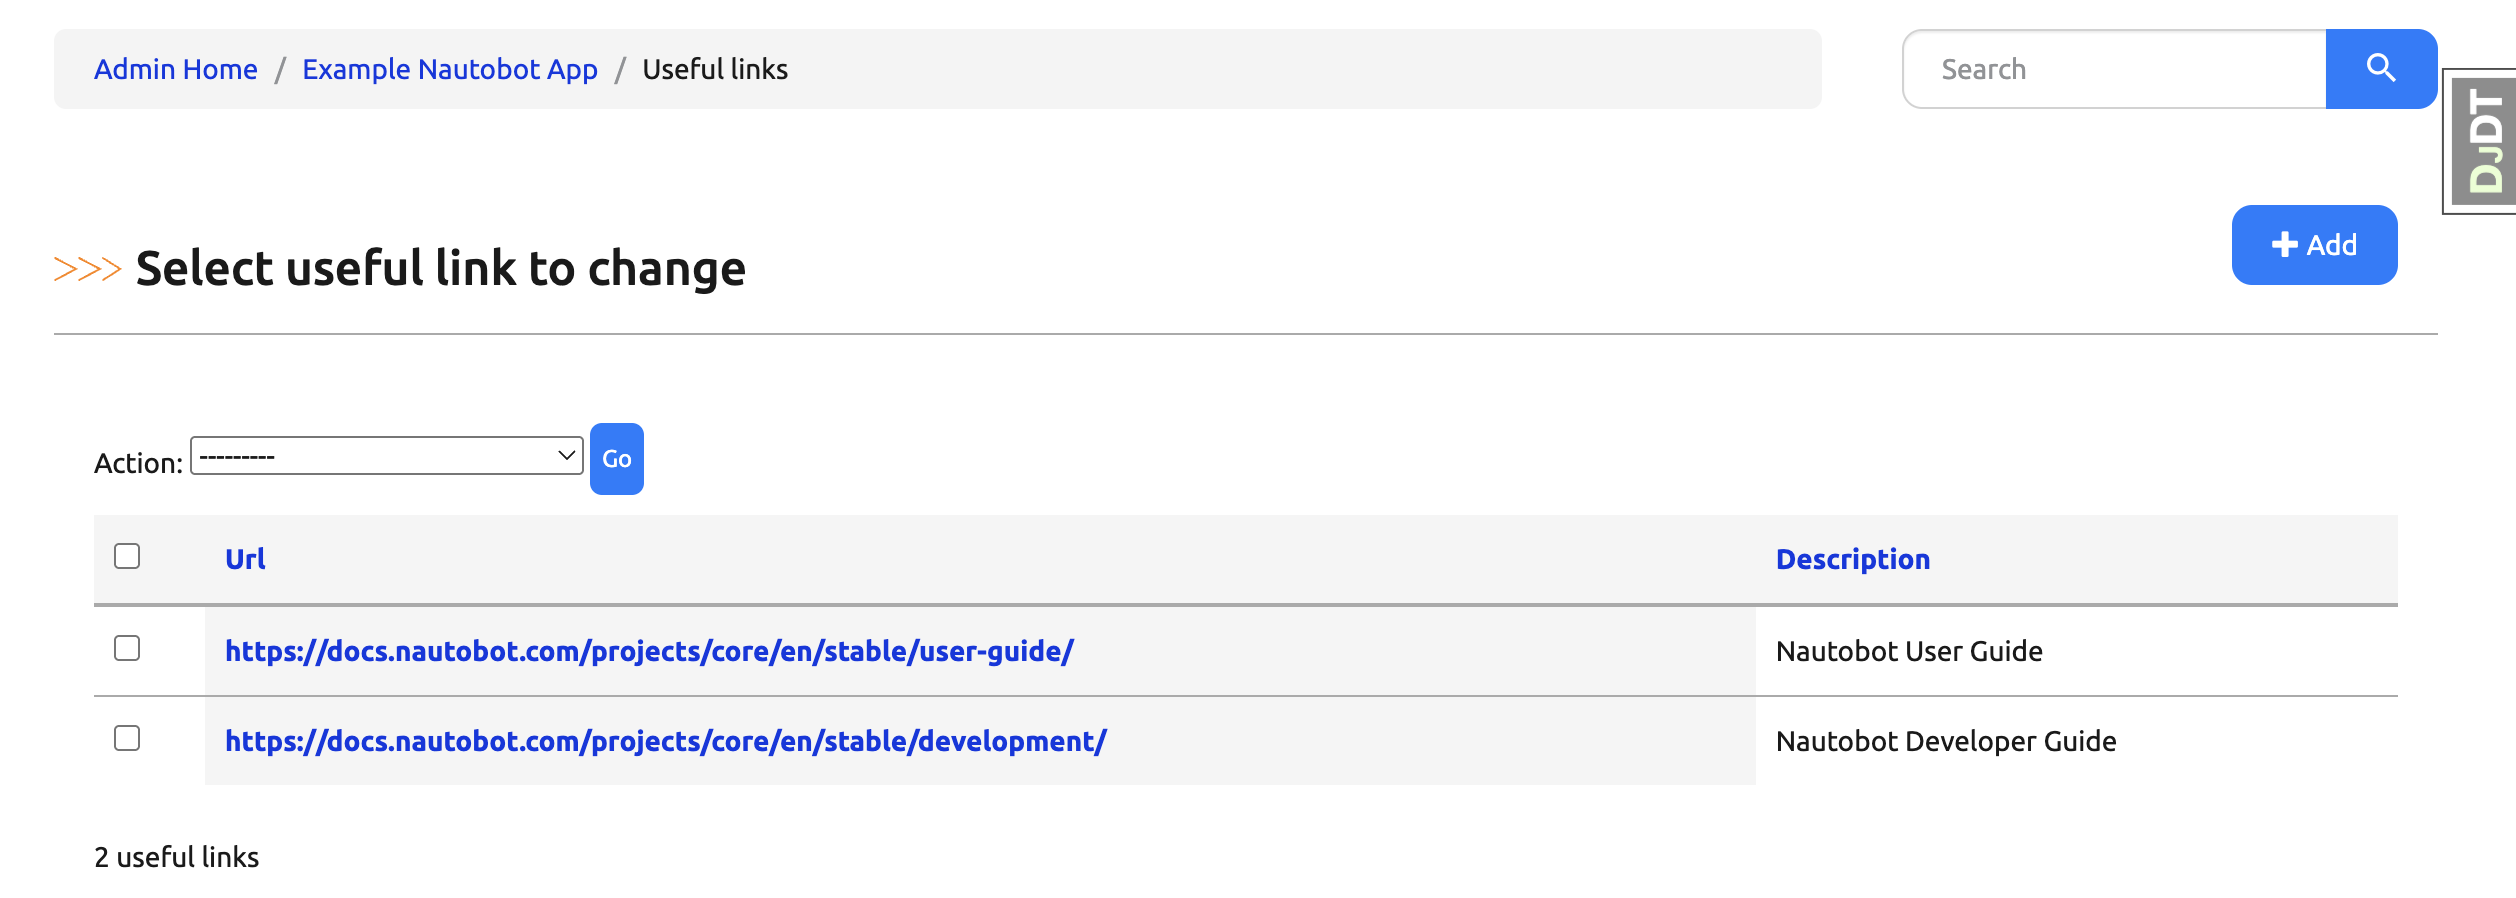 Admin Home / Example Nautobot App / Useful links
Search
DJDT
>>> Select useful link to change
Add
Action: --------- Go
Url Description
https://docs.nautobot.com/projects/core/en/stable/user-guide/ Nautobot User Guide
https://docs.nautobot.com/projects/core/en/stable/development/ Nautobot Developer Guide
2 useful links